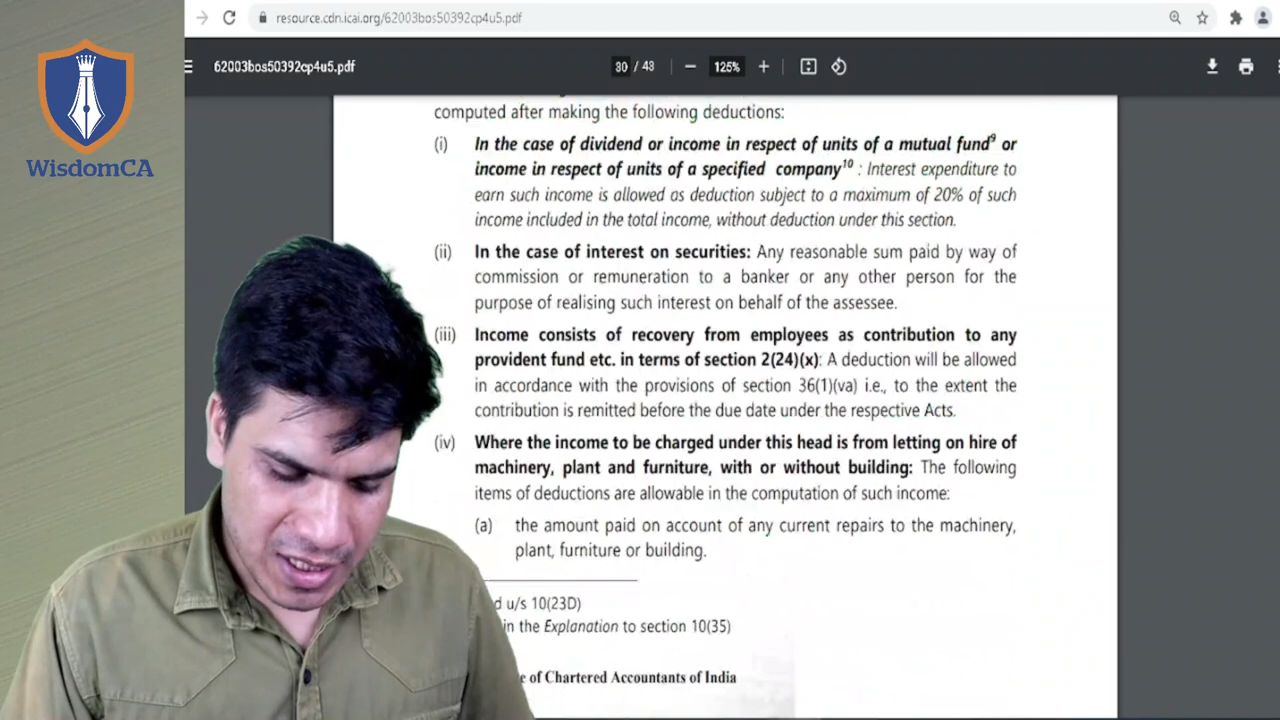 resource.cdn.icai.org/62003bos50392cp4u5.pdf
62003bos50392cp4u5.pdf
30 / 43
125%
WisdomCA
computed after making the following deductions:
(i) In the case of dividend or income in respect of units of a mutual fund⁹ or
income in respect of units of a specified company¹⁰ : Interest expenditure to
earn such income is allowed as deduction subject to a maximum of 20% of such
income included in the total income, without deduction under this section.
(ii) In the case of interest on securities: Any reasonable sum paid by way of
commission or remuneration to a banker or any other person for the
purpose of realising such interest on behalf of the assessee.
(iii) Income consists of recovery from employees as contribution to any
provident fund etc. in terms of section 2(24)(x): A deduction will be allowed
in accordance with the provisions of section 36(1)(va) i.e., to the extent the
contribution is remitted before the due date under the respective Acts.
(iv) Where the income to be charged under this head is from letting on hire of
machinery, plant and furniture, with or without building: The following
items of deductions are allowable in the computation of such income:
(a) the amount paid on account of any current repairs to the machinery,
plant, furniture or building.
u/s 10(23D)
in the Explanation to section 10(35)
of Chartered Accountants of India